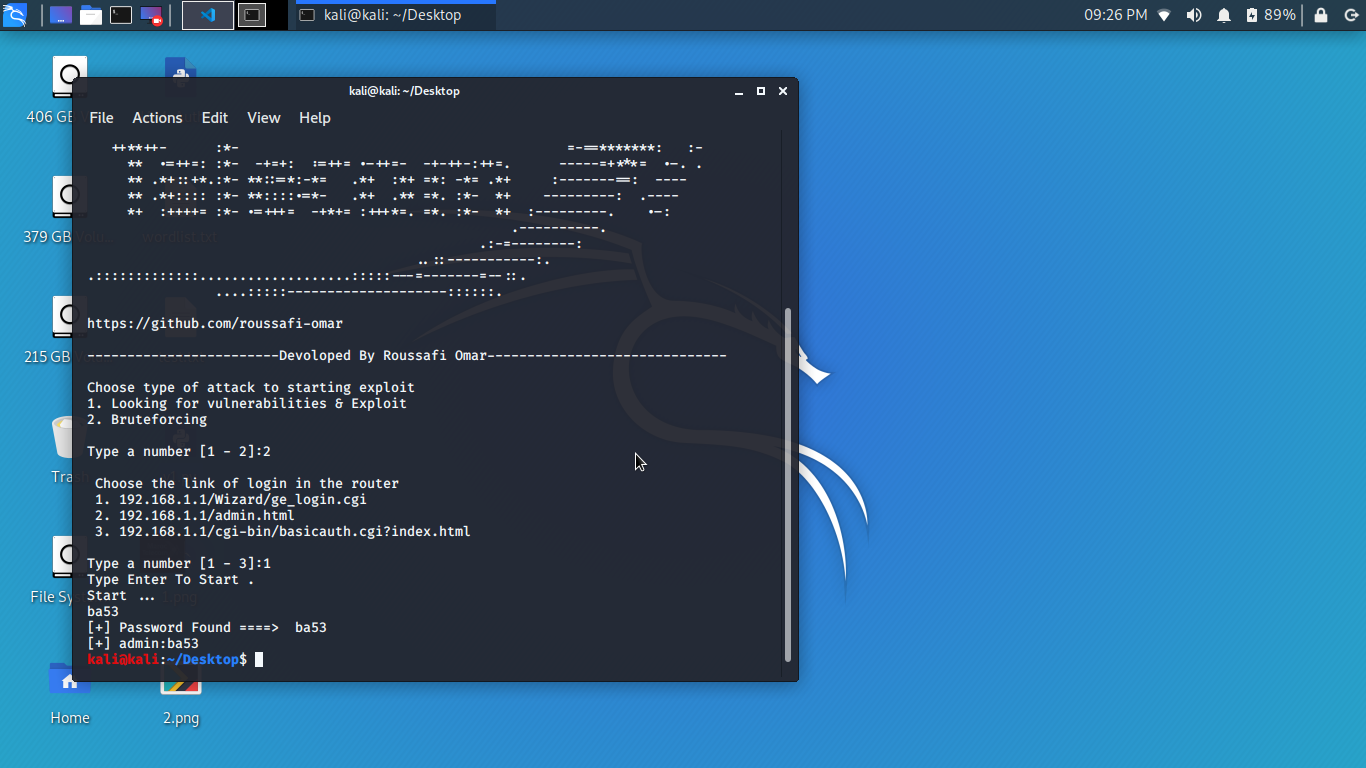 kali@kali: ~/Desktop
09:26 PM
89%
406 GB
379 GB
wordlist.txt
215 GB
File Sy
1.png
Home
2.png
kali@kali: ~/Desktop
File Actions Edit View Help
https://github.com/roussafi-omar
------------------------Devoloped By Roussafi Omar------------------------------
Choose type of attack to starting exploit
1. Looking for vulnerabilities & Exploit
2. Bruteforcing
Type a number [1 - 2]:2
Choose the link of login in the router
1. 192.168.1.1/Wizard/ge_login.cgi
2. 192.168.1.1/admin.html
3. 192.168.1.1/cgi-bin/basicauth.cgi?index.html
Type a number [1 - 3]:1
Type Enter To Start .
Start ...
ba53
[+] Password Found ====> ba53
[+] admin:ba53
kali@kali:~/Desktop$